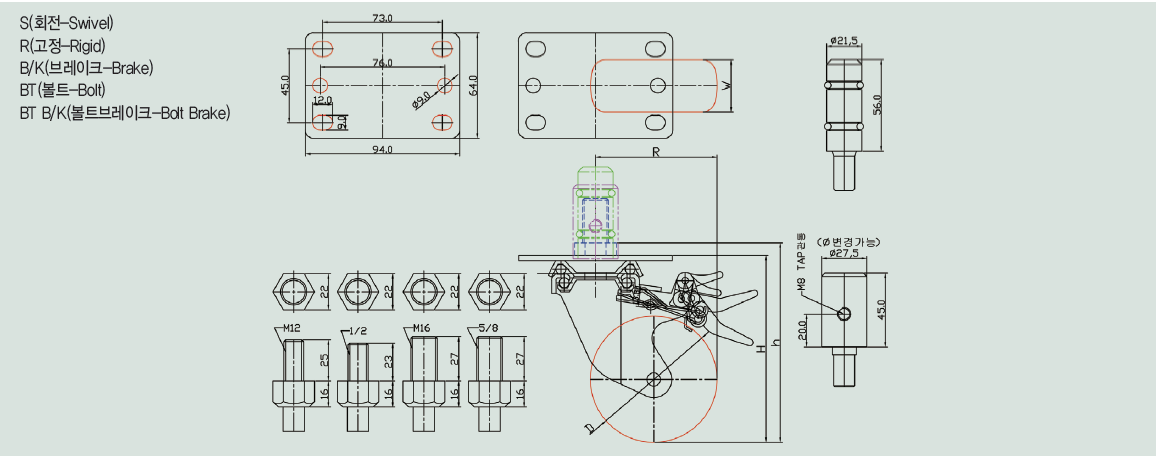 S(회전-Swivel)
R(고정-Rigid)
B/K(브레이크-Brake)
BT(볼트-Bolt)
BT B/K(볼트브레이크-Bolt Brake)
73.0
76.0
45.0
12.0
9.0
Ø9.0
64.0
94.0
W
R
Ø21,5
56.0
(Ø변경가능)
Ø27,5
M8 TAP관통
45.0
20.0
22
22
22
22
M12
1/2
M16
5/8
25
23
27
27
16
16
16
16
D
H
h